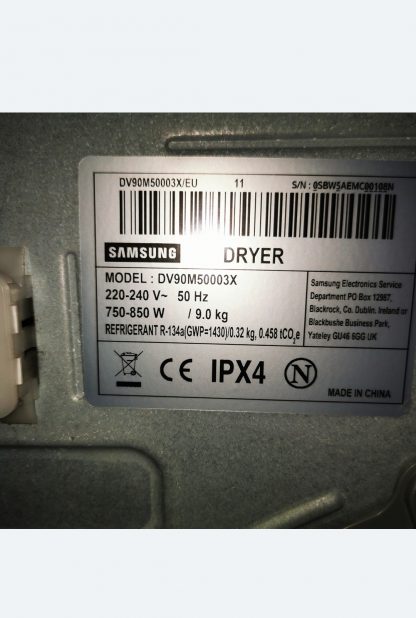 DV90M50003X/EU 11 S/N : 0SBW5AEMC00108N
SAMSUNG DRYER
MODEL : DV90M50003X
220-240 V~ 50 Hz
750-850 W / 9.0 kg
REFRIGERANT R-134a(GWP=1430)/0.32 kg, 0.458 tCO₂e
Samsung Electronics Service
Department PO Box 12987,
Blackrock, Co. Dublin. Ireland or
Blackbushe Business Park,
Yateley GU46 6GG UK
CE IPX4 N
MADE IN CHINA